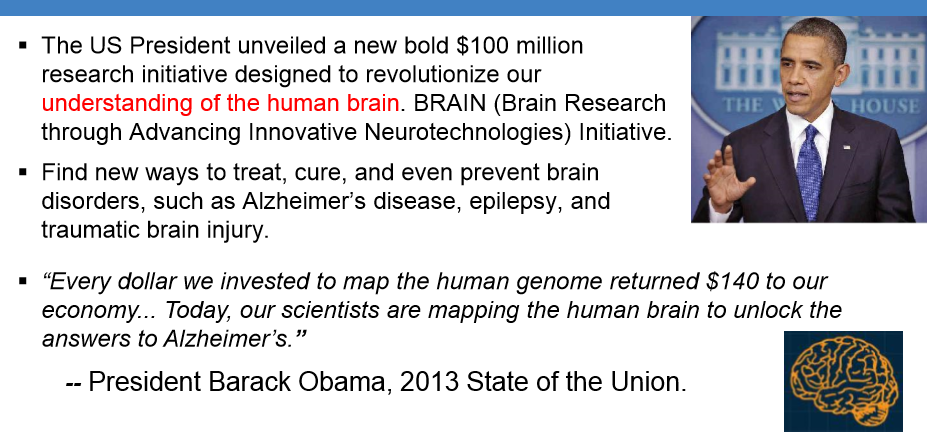 ▪ The US President unveiled a new bold $100 million
research initiative designed to revolutionize our
understanding of the human brain. BRAIN (Brain Research
through Advancing Innovative Neurotechnologies) Initiative.
▪ Find new ways to treat, cure, and even prevent brain
disorders, such as Alzheimer’s disease, epilepsy, and
traumatic brain injury.
▪ “Every dollar we invested to map the human genome returned $140 to our
economy... Today, our scientists are mapping the human brain to unlock the
answers to Alzheimer’s.”
-- President Barack Obama, 2013 State of the Union.
THE W HOUSE